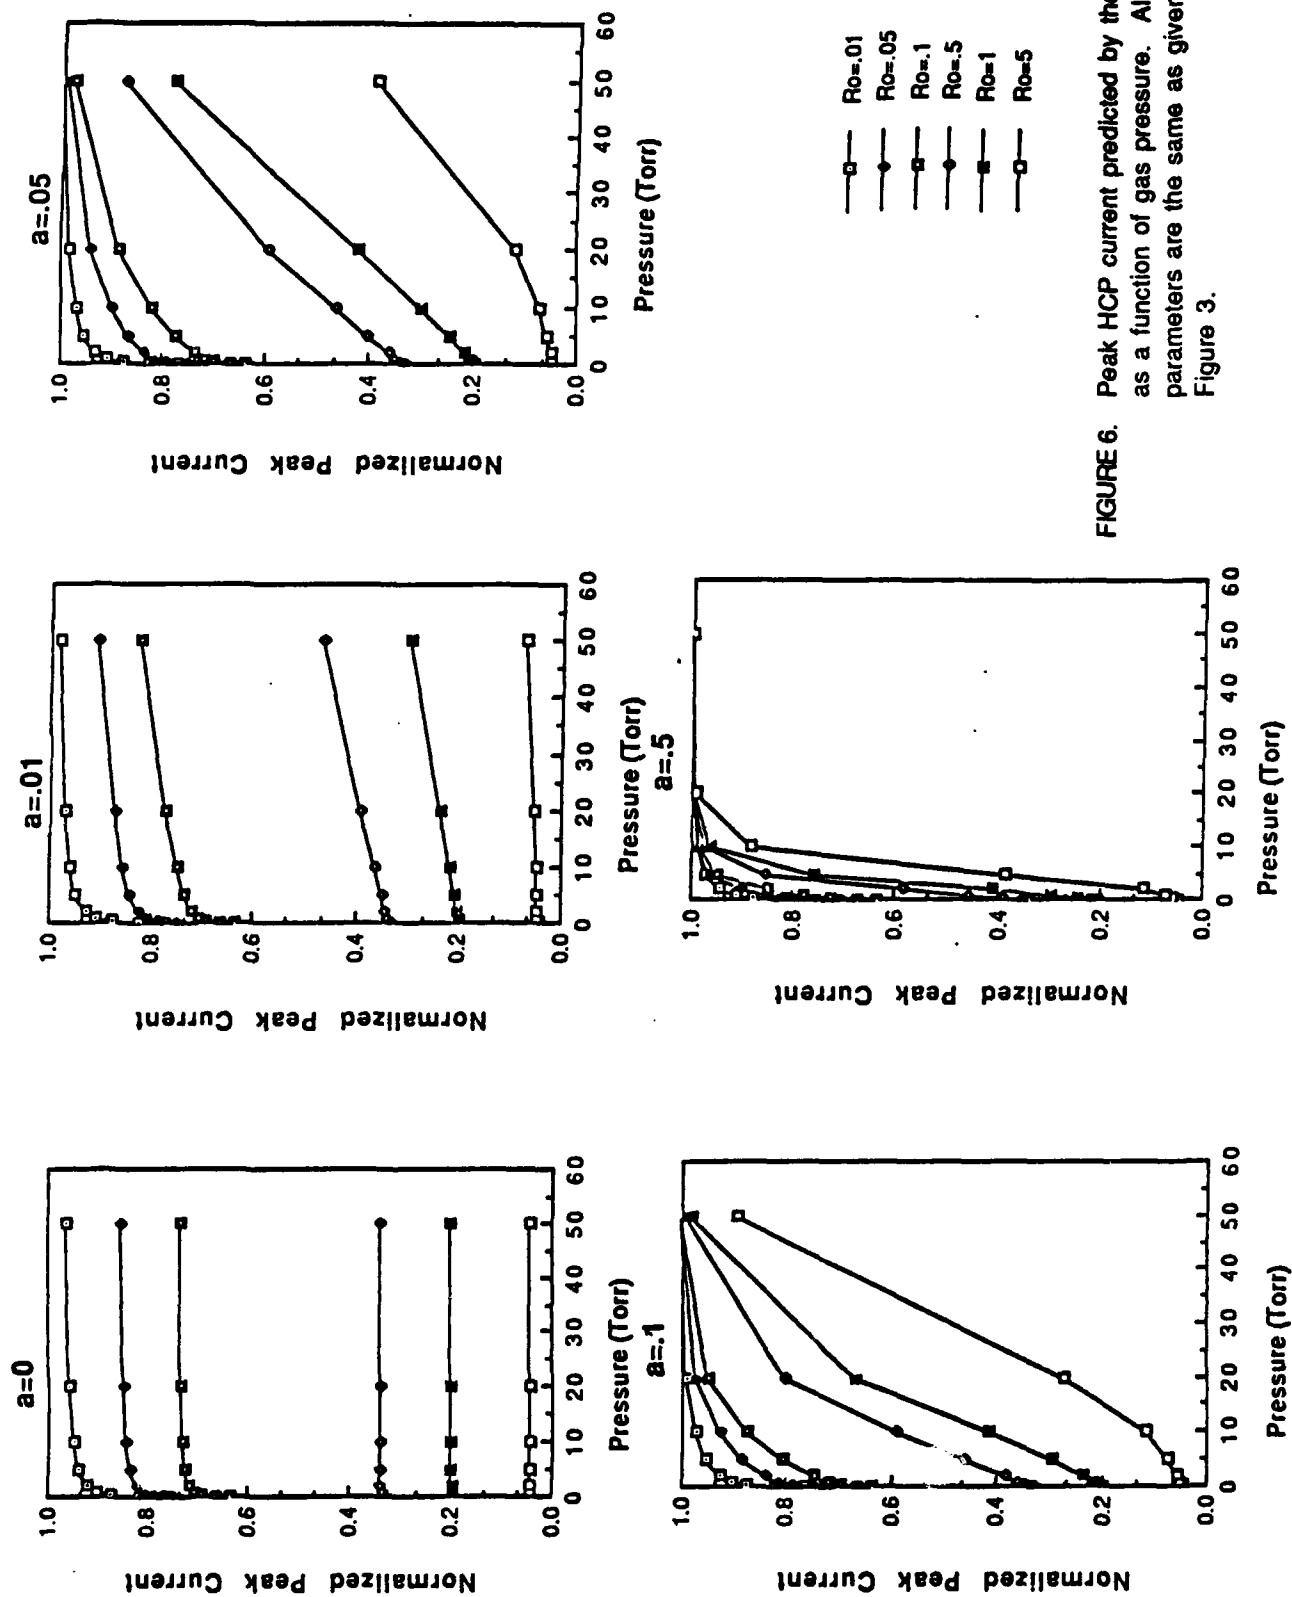 a=0
Normalized Peak Current
1.0
0.8
0.6
0.4
0.2
0.0
0 10 20 30 40 50 60
Pressure (Torr)
a=.01
Normalized Peak Current
1.0
0.8
0.6
0.4
0.2
0.0
0 10 20 30 40 50 60
Pressure (Torr)
a=.05
Normalized Peak Current
1.0
0.8
0.6
0.4
0.2
0.0
0 10 20 30 40 50 60
Pressure (Torr)
a=.1
Normalized Peak Current
1.0
0.8
0.6
0.4
0.2
0.0
0 10 20 30 40 50 60
Pressure (Torr)
a=.5
Normalized Peak Current
1.0
0.8
0.6
0.4
0.2
0.0
0 10 20 30 40 50 60
Pressure (Torr)
Ro=.01
Ro=.05
Ro=.1
Ro=.5
Ro=1
Ro=5
FIGURE 6. Peak HCP current predicted by the
as a function of gas pressure. Al
parameters are the same as given
Figure 3.